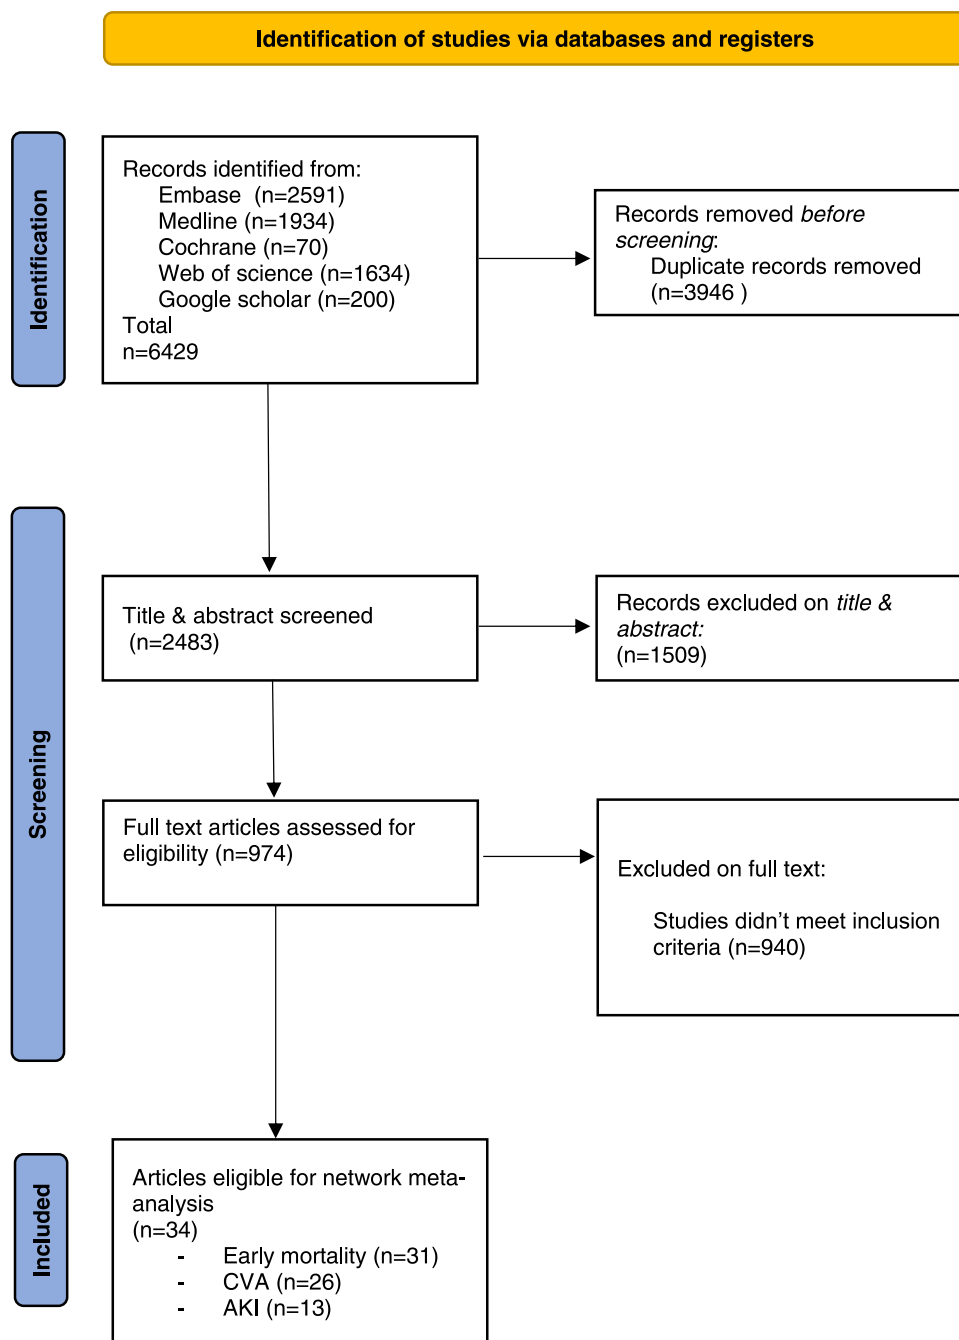 Identification of studies via databases and registers
Identification
Records identified from:
Embase (n=2591)
Medline (n=1934)
Cochrane (n=70)
Web of science (n=1634)
Google scholar (n=200)
Total
n=6429
Records removed before
screening:
Duplicate records removed
(n=3946 )
Screening
Title & abstract screened
(n=2483)
Records excluded on title &
abstract:
(n=1509)
Full text articles assessed for
eligibility (n=974)
Excluded on full text:
Studies didn't meet inclusion
criteria (n=940)
Included
Articles eligible for network meta-
analysis
(n=34)
- Early mortality (n=31)
- CVA (n=26)
- AKI (n=13)